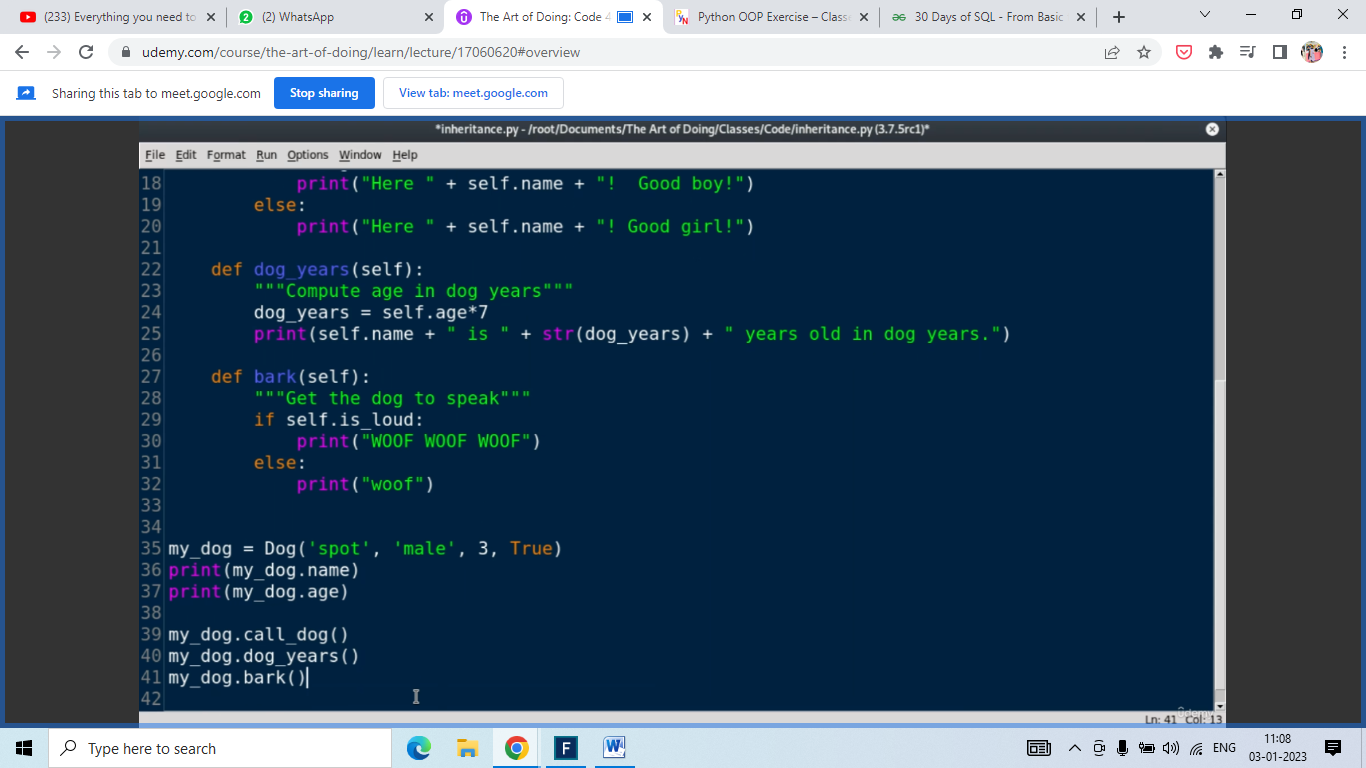 (233) Everything you need to
(2) WhatsApp
The Art of Doing: Code 4
Python OOP Exercise – Classe
30 Days of SQL - From Basic
udemy.com/course/the-art-of-doing/learn/lecture/17060620#overview
Sharing this tab to meet.google.com
Stop sharing
View tab: meet.google.com
*inheritance.py - /root/Documents/The Art of Doing/Classes/Code/inheritance.py (3.7.5rc1)*
File Edit Format Run Options Window Help
18             print("Here " + self.name + "!  Good boy!")
19         else:
20             print("Here " + self.name + "! Good girl!")
21
22     def dog_years(self):
23         """Compute age in dog years"""
24         dog_years = self.age*7
25         print(self.name + " is " + str(dog_years) + " years old in dog years.")
26
27     def bark(self):
28         """Get the dog to speak"""
29         if self.is_loud:
30             print("WOOF WOOF WOOF")
31         else:
32             print("woof")
33
34
35 my_dog = Dog('spot', 'male', 3, True)
36 print(my_dog.name)
37 print(my_dog.age)
38
39 my_dog.call_dog()
40 my_dog.dog_years()
41 my_dog.bark()
42
Udemy
Ln: 41 Col: 13
Type here to search
F
W
ENG
11:08
03-01-2023